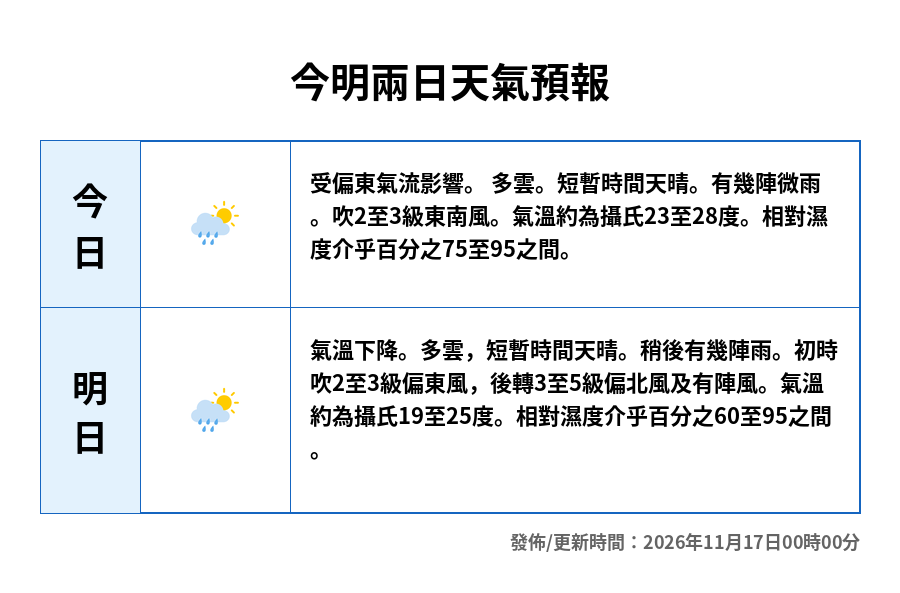 今明兩日天氣預報
今
日
受偏東氣流影響。 多雲。短暫時間天晴。有幾陣微雨
。吹2至3級東南風。氣溫約為攝氏23至28度。相對濕
度介乎百分之75至95之間。
明
日
氣溫下降。多雲，短暫時間天晴。稍後有幾陣雨。初時
吹2至3級偏東風，後轉3至5級偏北風及有陣風。氣溫
約為攝氏19至25度。相對濕度介乎百分之60至95之間
。
發佈/更新時間：2026年11月17日00時00分